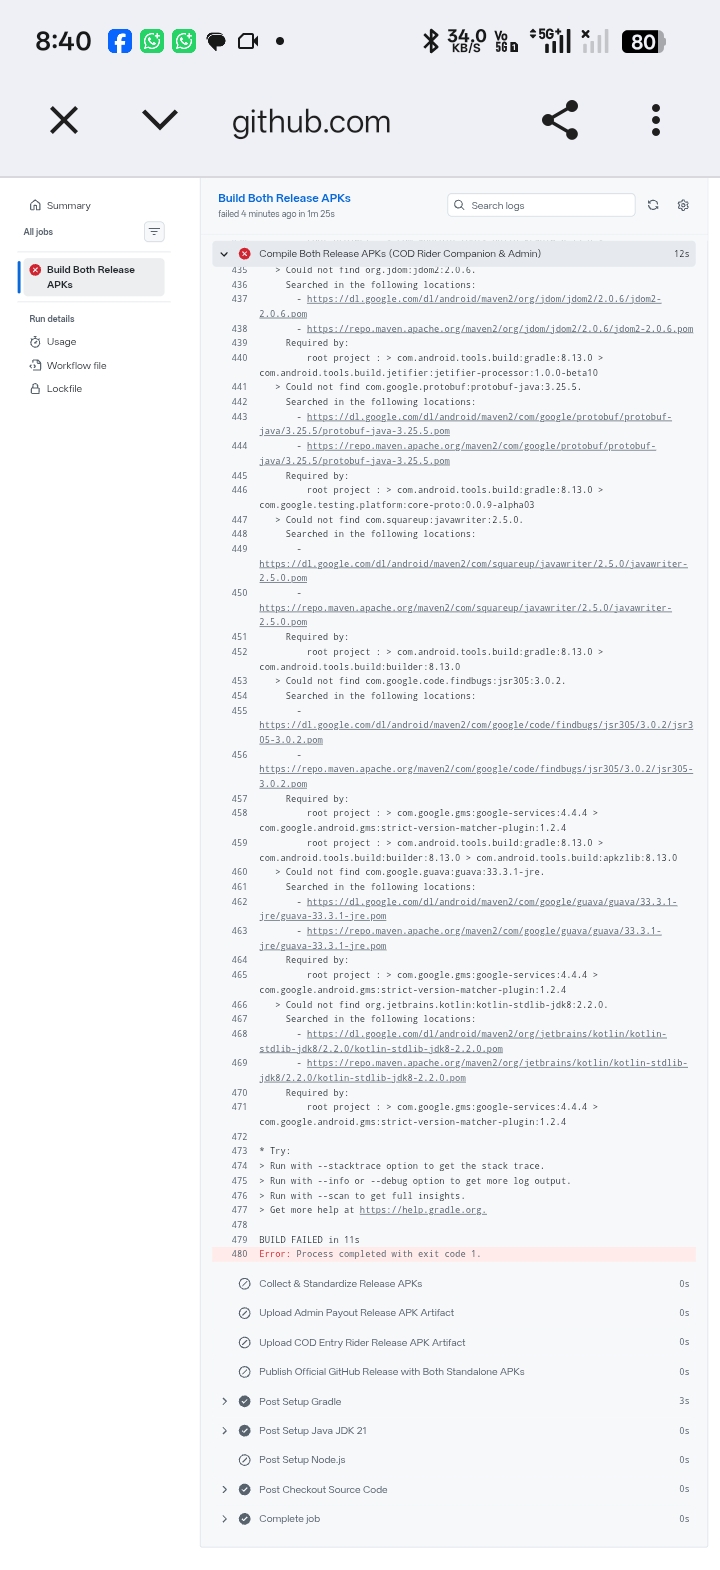 8:40
34.0 KB/S
Vo 5G
5G+
80
github.com
Summary
All jobs
Build Both Release APKs
Run details
Usage
Workflow file
Lockfile
Build Both Release APKs
failed 4 minutes ago in 1m 25s
Search logs
Compile Both Release APKs (COD Rider Companion & Admin) 12s
435 > Could not find org.jdom:jdom2:2.0.6.
436 Searched in the following locations:
437 - https://dl.google.com/dl/android/maven2/org/jdom/jdom2/2.0.6/jdom2-
2.0.6.pom
438 - https://repo.maven.apache.org/maven2/org/jdom/jdom2/2.0.6/jdom2-2.0.6.pom
439 Required by:
440 root project : > com.android.tools.build:gradle:8.13.0 >
com.android.tools.build.jetifier:jetifier-processor:1.0.0-beta10
441 > Could not find com.google.protobuf:protobuf-java:3.25.5.
442 Searched in the following locations:
443 - https://dl.google.com/dl/android/maven2/com/google/protobuf/protobuf-
java/3.25.5/protobuf-java-3.25.5.pom
444 - https://repo.maven.apache.org/maven2/com/google/protobuf/protobuf-
java/3.25.5/protobuf-java-3.25.5.pom
445 Required by:
446 root project : > com.android.tools.build:gradle:8.13.0 >
com.google.testing.platform:core-proto:0.0.9-alpha03
447 > Could not find com.squareup:javawriter:2.5.0.
448 Searched in the following locations:
449 -
https://dl.google.com/dl/android/maven2/com/squareup/javawriter/2.5.0/javawriter-
2.5.0.pom
450 -
https://repo.maven.apache.org/maven2/com/squareup/javawriter/2.5.0/javawriter-
2.5.0.pom
451 Required by:
452 root project : > com.android.tools.build:gradle:8.13.0 >
com.android.tools.build:builder:8.13.0
453 > Could not find com.google.code.findbugs:jsr305:3.0.2.
454 Searched in the following locations:
455 -
https://dl.google.com/dl/android/maven2/com/google/code/findbugs/jsr305/3.0.2/jsr3
05-3.0.2.pom
456 -
https://repo.maven.apache.org/maven2/com/google/code/findbugs/jsr305/3.0.2/jsr305-
3.0.2.pom
457 Required by:
458 root project : > com.google.gms:google-services:4.4.4 >
com.google.android.gms:strict-version-matcher-plugin:1.2.4
459 root project : > com.android.tools.build:gradle:8.13.0 >
com.android.tools.build:builder:8.13.0 > com.android.tools.build:apkzlib:8.13.0
460 > Could not find com.google.guava:guava:33.3.1-jre.
461 Searched in the following locations:
462 - https://dl.google.com/dl/android/maven2/com/google/guava/guava/33.3.1-
jre/guava-33.3.1-jre.pom
463 - https://repo.maven.apache.org/maven2/com/google/guava/guava/33.3.1-
jre/guava-33.3.1-jre.pom
464 Required by:
465 root project : > com.google.gms:google-services:4.4.4 >
com.google.android.gms:strict-version-matcher-plugin:1.2.4
466 > Could not find org.jetbrains.kotlin:kotlin-stdlib-jdk8:2.2.0.
467 Searched in the following locations:
468 - https://dl.google.com/dl/android/maven2/org/jetbrains/kotlin/kotlin-
stdlib-jdk8/2.2.0/kotlin-stdlib-jdk8-2.2.0.pom
469 - https://repo.maven.apache.org/maven2/org/jetbrains/kotlin/kotlin-stdlib-
jdk8/2.2.0/kotlin-stdlib-jdk8-2.2.0.pom
470 Required by:
471 root project : > com.google.gms:google-services:4.4.4 >
com.google.android.gms:strict-version-matcher-plugin:1.2.4
472
473 * Try:
474 > Run with --stacktrace option to get the stack trace.
475 > Run with --info or --debug option to get more log output.
476 > Run with --scan to get full insights.
477 > Get more help at https://help.gradle.org.
478
479 BUILD FAILED in 11s
480 Error: Process completed with exit code 1.
Collect & Standardize Release APKs 0s
Upload Admin Payout Release APK Artifact 0s
Upload COD Entry Rider Release APK Artifact 0s
Publish Official GitHub Release with Both Standalone APKs 0s
Post Setup Gradle 3s
Post Setup Java JDK 21 0s
Post Setup Node.js 0s
Post Checkout Source Code 0s
Complete job 0s